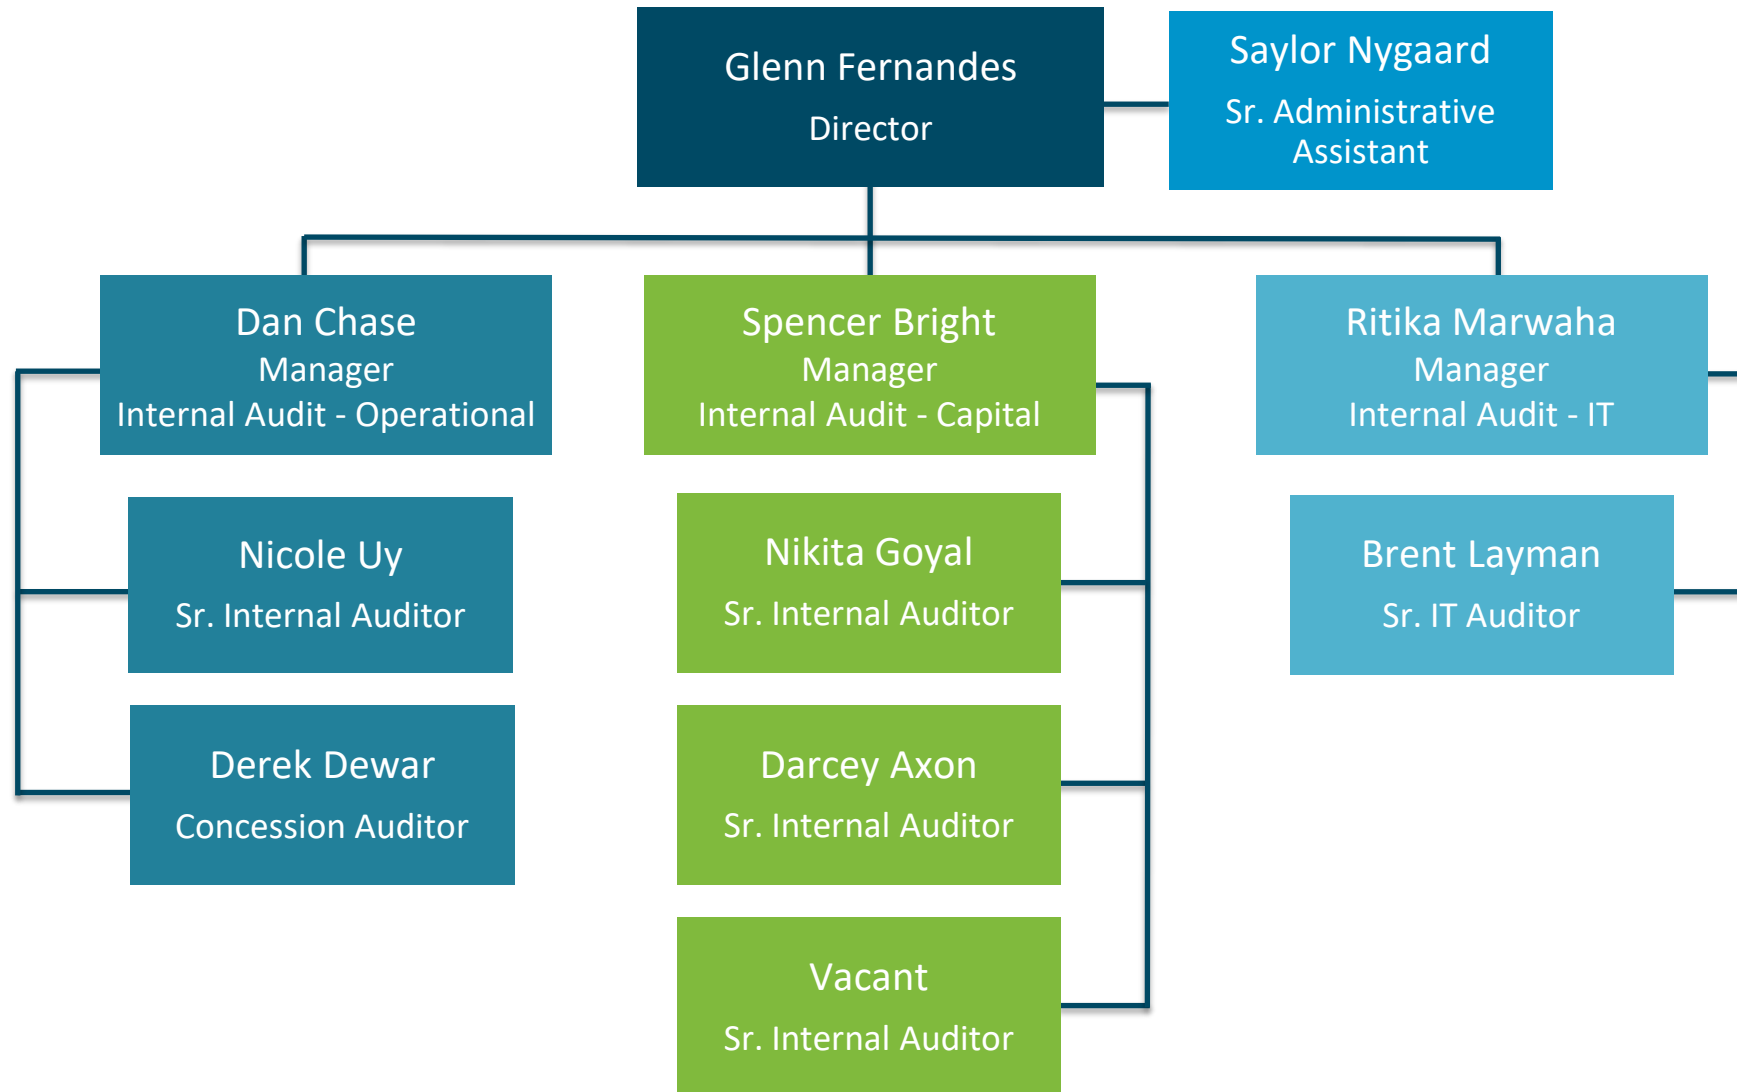 Glenn Fernandes
Director
Saylor Nygaard
Sr. Administrative
Assistant
Dan Chase
Manager
Internal Audit - Operational
Nicole Uy
Sr. Internal Auditor
Derek Dewar
Concession Auditor
Spencer Bright
Manager
Internal Audit - Capital
Nikita Goyal
Sr. Internal Auditor
Darcey Axon
Sr. Internal Auditor
Vacant
Sr. Internal Auditor
Ritika Marwaha
Manager
Internal Audit - IT
Brent Layman
Sr. IT Auditor